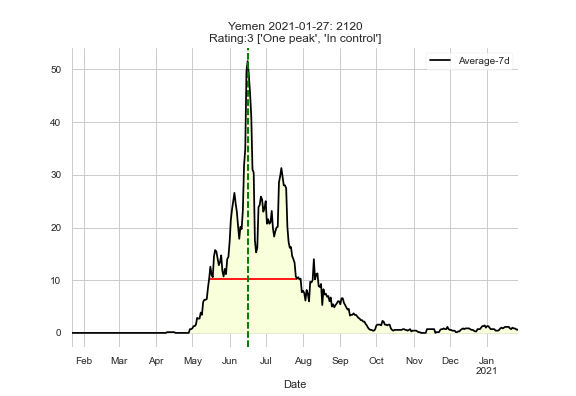 Yemen 2021-01-27: 2120
Rating:3 ['One peak', 'In control']
Average-7d
50
40
30
20
10
0
Feb Mar Apr May Jun Jul Aug Sep Oct Nov Dec Jan
2021
Date